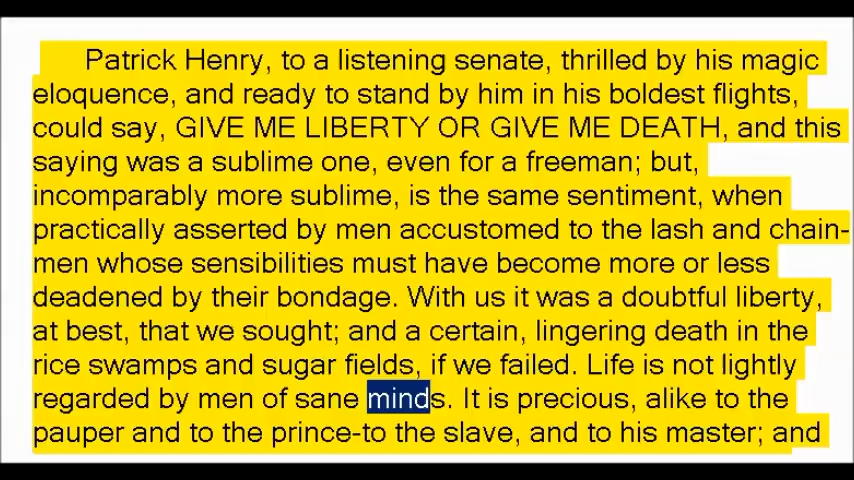 Patrick Henry, to a listening senate, thrilled by his magic
eloquence, and ready to stand by him in his boldest flights,
could say, GIVE ME LIBERTY OR GIVE ME DEATH, and this
saying was a sublime one, even for a freeman; but,
incomparably more sublime, is the same sentiment, when
practically asserted by men accustomed to the lash and chain-
men whose sensibilities must have become more or less
deadened by their bondage. With us it was a doubtful liberty,
at best, that we sought; and a certain, lingering death in the
rice swamps and sugar fields, if we failed. Life is not lightly
regarded by men of sane minds. It is precious, alike to the
pauper and to the prince-to the slave, and to his master; and